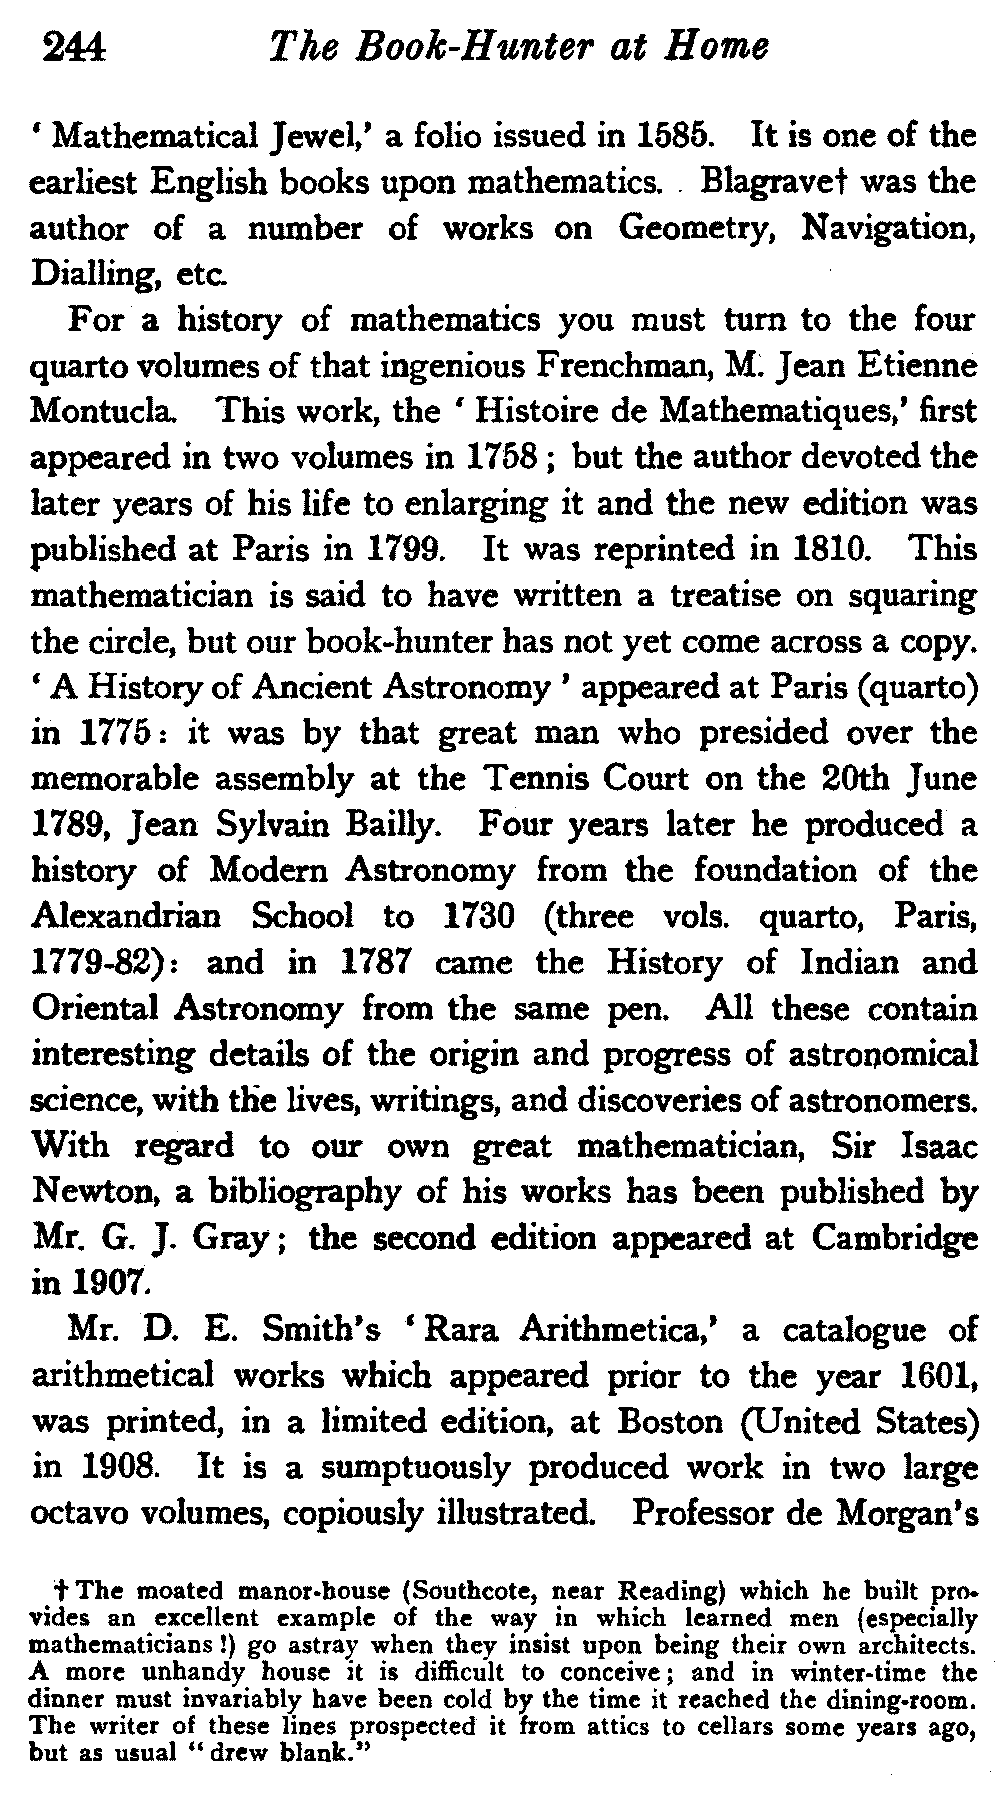 244 The Book-Hunter at Home
‘ Mathematical Jewel,’ a folio issued in 1585. It is one of the
earliest English books upon mathematics. Blagrave† was the
author of a number of works on Geometry, Navigation,
Dialling, etc.
For a history of mathematics you must turn to the four
quarto volumes of that ingenious Frenchman, M. Jean Etienne
Montucla. This work, the ‘ Histoire de Mathematiques,’ first
appeared in two volumes in 1758 ; but the author devoted the
later years of his life to enlarging it and the new edition was
published at Paris in 1799. It was reprinted in 1810. This
mathematician is said to have written a treatise on squaring
the circle, but our book-hunter has not yet come across a copy.
‘ A History of Ancient Astronomy ’ appeared at Paris (quarto)
in 1775 : it was by that great man who presided over the
memorable assembly at the Tennis Court on the 20th June
1789, Jean Sylvain Bailly. Four years later he produced a
history of Modern Astronomy from the foundation of the
Alexandrian School to 1730 (three vols. quarto, Paris,
1779-82) : and in 1787 came the History of Indian and
Oriental Astronomy from the same pen. All these contain
interesting details of the origin and progress of astronomical
science, with the lives, writings, and discoveries of astronomers.
With regard to our own great mathematician, Sir Isaac
Newton, a bibliography of his works has been published by
Mr. G. J. Gray ; the second edition appeared at Cambridge
in 1907.
Mr. D. E. Smith’s ‘ Rara Arithmetica,’ a catalogue of
arithmetical works which appeared prior to the year 1601,
was printed, in a limited edition, at Boston (United States)
in 1908. It is a sumptuously produced work in two large
octavo volumes, copiously illustrated. Professor de Morgan’s
† The moated manor-house (Southcote, near Reading) which he built pro-
vides an excellent example of the way in which learned men (especially
mathematicians !) go astray when they insist upon being their own architects.
A more unhandy house it is difficult to conceive ; and in winter-time the
dinner must invariably have been cold by the time it reached the dining-room.
The writer of these lines prospected it from attics to cellars some years ago,
but as usual “ drew blank.”